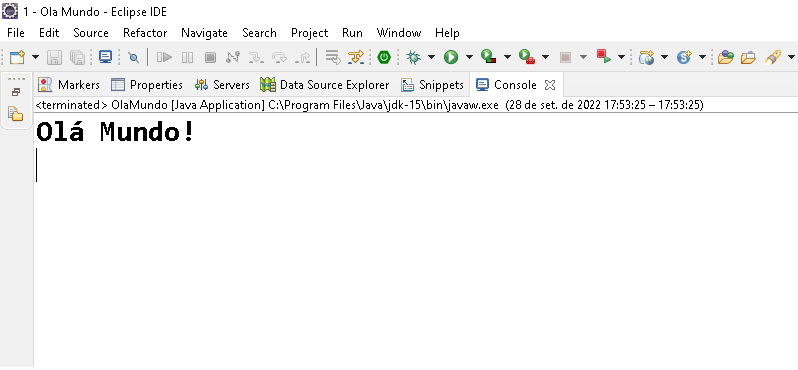 1 - Ola Mundo - Eclipse IDE
File Edit Source Refactor Navigate Search Project Run Window Help
Markers Properties Servers Data Source Explorer Snippets Console
<terminated> OlaMundo [Java Application] C:\Program Files\Java\jdk-15\bin\javaw.exe (28 de set. de 2022 17:53:25 – 17:53:25)
Olá Mundo!